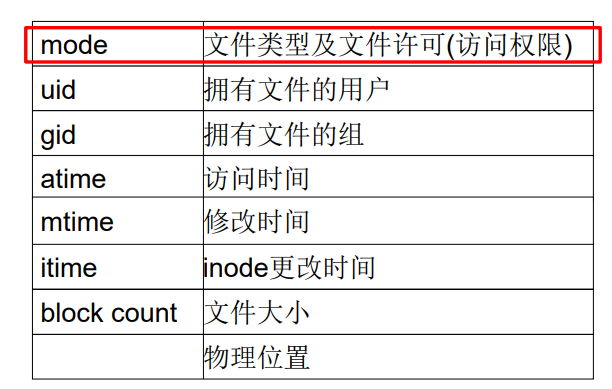 mode 文件类型及文件许可(访问权限)
uid 拥有文件的用户
gid 拥有文件的组
atime 访问时间
mtime 修改时间
itime inode更改时间
block count 文件大小
物理位置